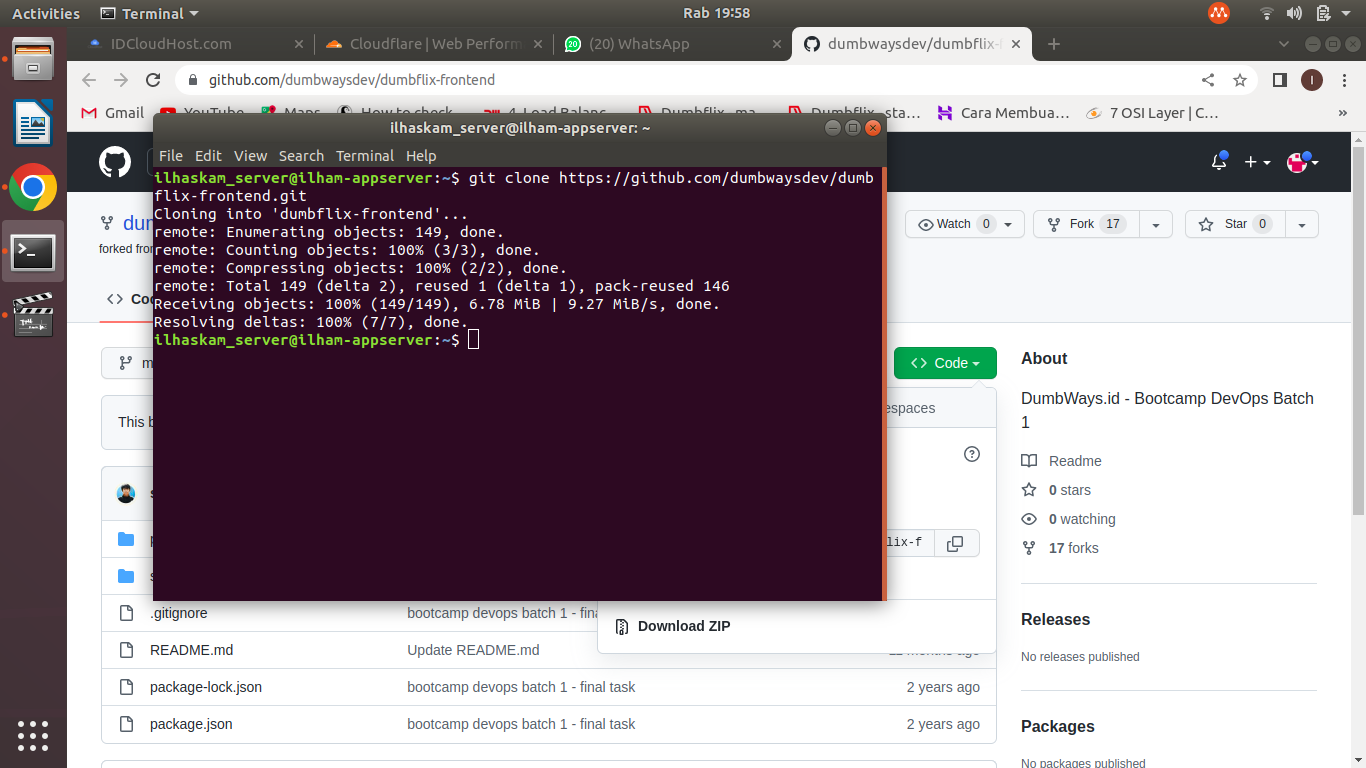 Activities
Terminal
Rab 19:58
IDCloudHost.com
Cloudflare | Web Perform
(20) WhatsApp
dumbwaysdev/dumbflix-
github.com/dumbwaysdev/dumbflix-frontend
I
Gmail
YouTube
Maps
How to check
4. Load Balanc
Dumbflix
Dumbflix
sta…
Cara Membua…
7 OSI Layer | C…
»
ilhaskam_server@ilham-appserver: ~
File Edit View Search Terminal Help
ilhaskam_server@ilham-appserver:~$ git clone https://github.com/dumbwaysdev/dumb
flix-frontend.git
Cloning into 'dumbflix-frontend'...
remote: Enumerating objects: 149, done.
remote: Counting objects: 100% (3/3), done.
remote: Compressing objects: 100% (2/2), done.
remote: Total 149 (delta 2), reused 1 (delta 1), pack-reused 146
Receiving objects: 100% (149/149), 6.78 MiB | 9.27 MiB/s, done.
Resolving deltas: 100% (7/7), done.
ilhaskam_server@ilham-appserver:~$
forked fro
Watch 0
Fork 17
Star 0
<> Co
Code
About
espaces
DumbWays.id - Bootcamp DevOps Batch
1
This b
Readme
0 stars
0 watching
lix-f
17 forks
.gitignore
bootcamp devops batch 1 - fin
Releases
Download ZIP
README.md
Update README.md
No releases published
package-lock.json
bootcamp devops batch 1 - final task
2 years ago
package.json
bootcamp devops batch 1 - final task
2 years ago
Packages
No packages published